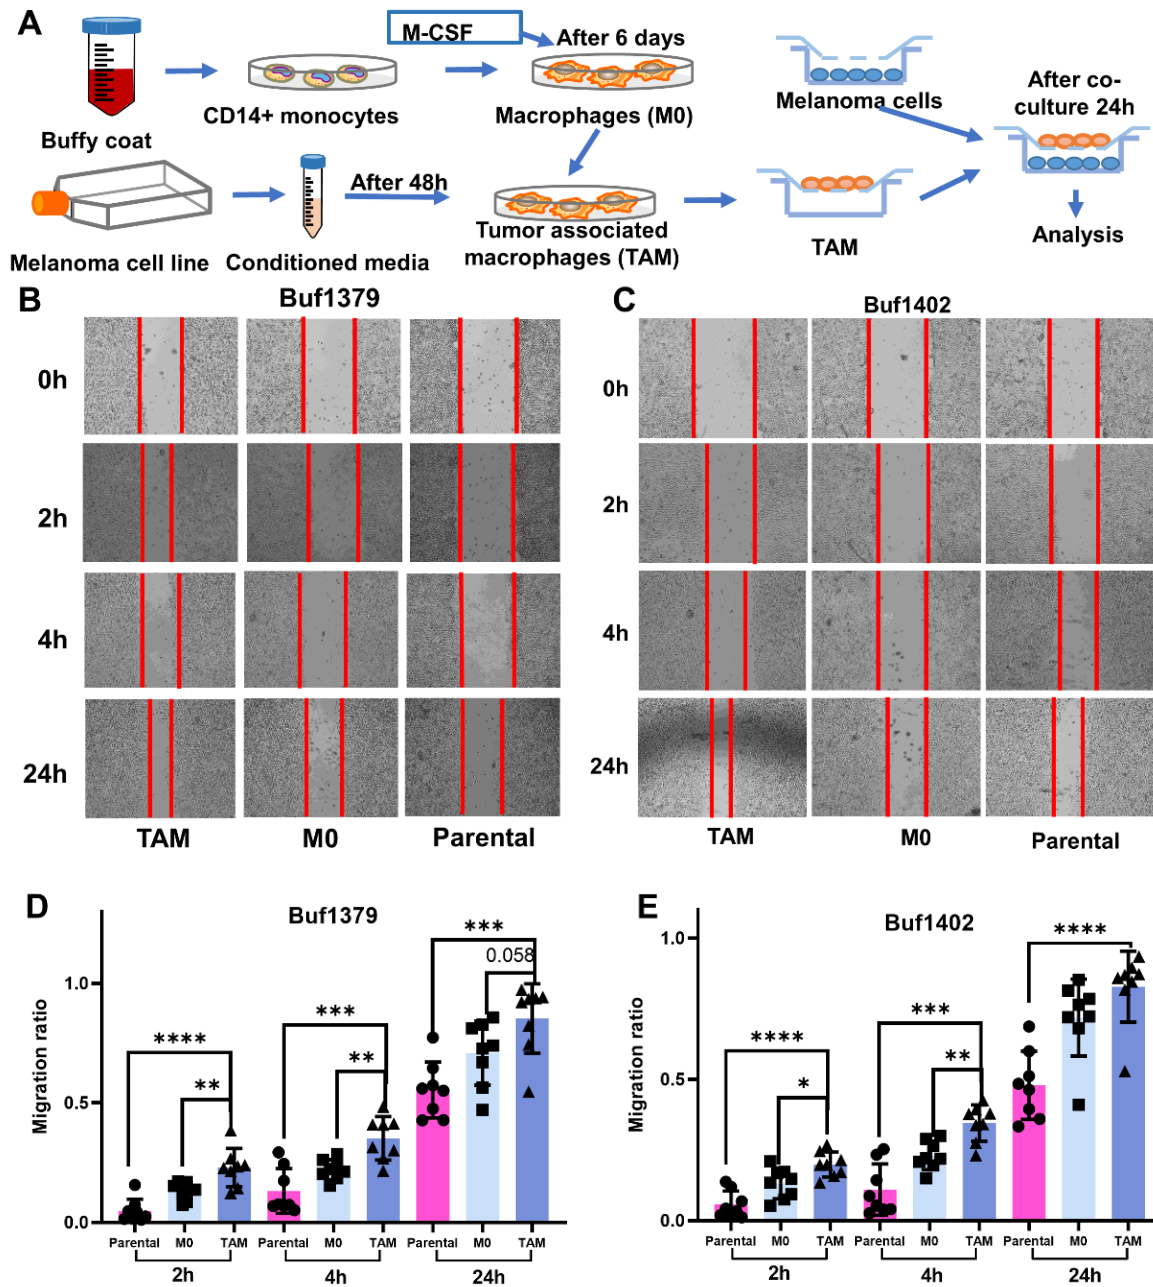 A
M-CSF
After 6 days
CD14+ monocytes
Macrophages (M0)
Melanoma cells
After co-
culture 24h
Buffy coat
After 48h
Tumor associated
macrophages (TAM)
TAM
Analysis
Melanoma cell line
Conditioned media
B
Buf1379
0h
2h
4h
24h
TAM
M0
Parental
C
Buf1402
0h
2h
4h
24h
TAM
M0
Parental
D
Buf1379
Migration ratio
1.0
0.5
0.0
****
**
***
**
***
0.058
Parental
M0
TAM
Parental
M0
TAM
Parental
M0
TAM
2h
4h
24h
E
Buf1402
Migration ratio
1.0
0.5
0.0
****
*
***
**
****
Parental
M0
TAM
Parental
M0
TAM
Parental
M0
TAM
2h
4h
24h